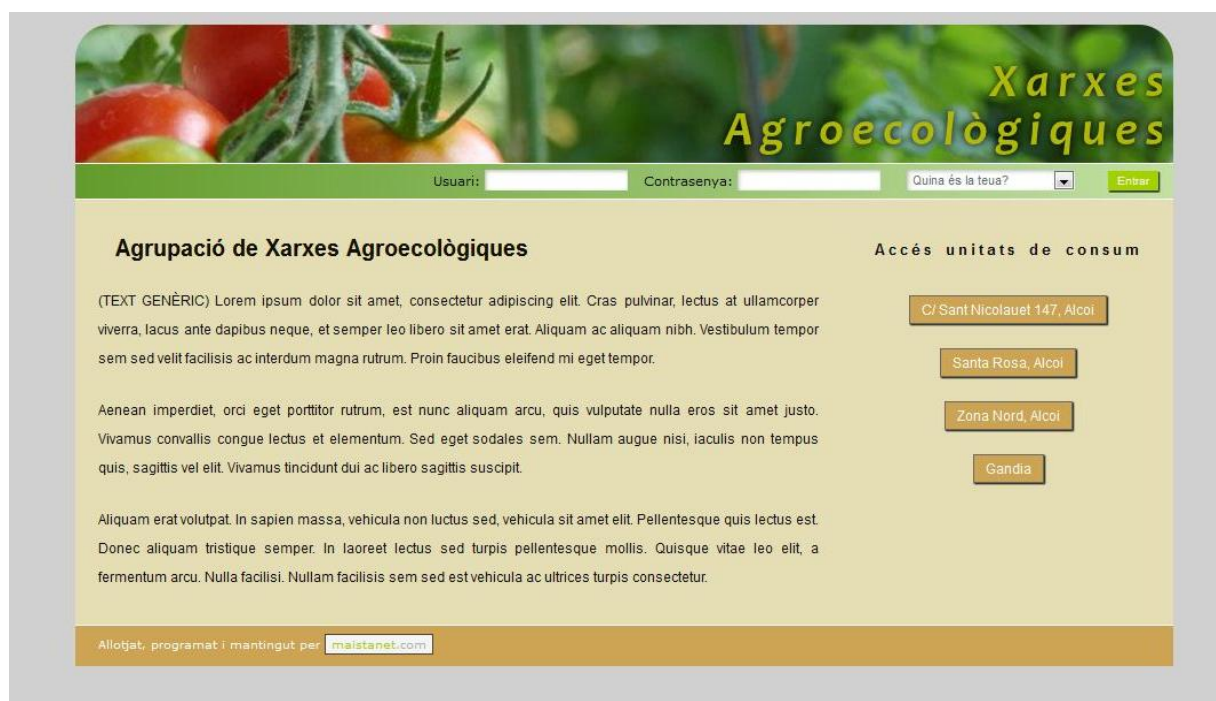 Xarxes
Agroecològiques
Usuari: Contrasenya: Quina és la teua? Entrar
Agrupació de Xarxes Agroecològiques
(TEXT GENÈRIC) Lorem ipsum dolor sit amet, consectetur adipiscing elit. Cras pulvinar, lectus at ullamcorper
viverra, lacus ante dapibus neque, et semper leo libero sit amet erat. Aliquam ac aliquam nibh. Vestibulum tempor
sem sed velit facilisis ac interdum magna rutrum. Proin faucibus eleifend mi eget tempor.
Aenean imperdiet, orci eget porttitor rutrum, est nunc aliquam arcu, quis vulputate nulla eros sit amet justo.
Vivamus convallis congue lectus et elementum. Sed eget sodales sem. Nullam augue nisi, iaculis non tempus
quis, sagittis vel elit. Vivamus tincidunt dui ac libero sagittis suscipit.
Aliquam erat volutpat. In sapien massa, vehicula non luctus sed, vehicula sit amet elit. Pellentesque quis lectus est.
Donec aliquam tristique semper. In laoreet lectus sed turpis pellentesque mollis. Quisque vitae leo elit, a
fermentum arcu. Nulla facilisi. Nullam facilisis sem sed est vehicula ac ultrices turpis consectetur.
Accés unitats de consum
C/ Sant Nicolauet 147, Alcoi
Santa Rosa, Alcoi
Zona Nord, Alcoi
Gandia
Allotjat, programat i mantingut per maistanet.com